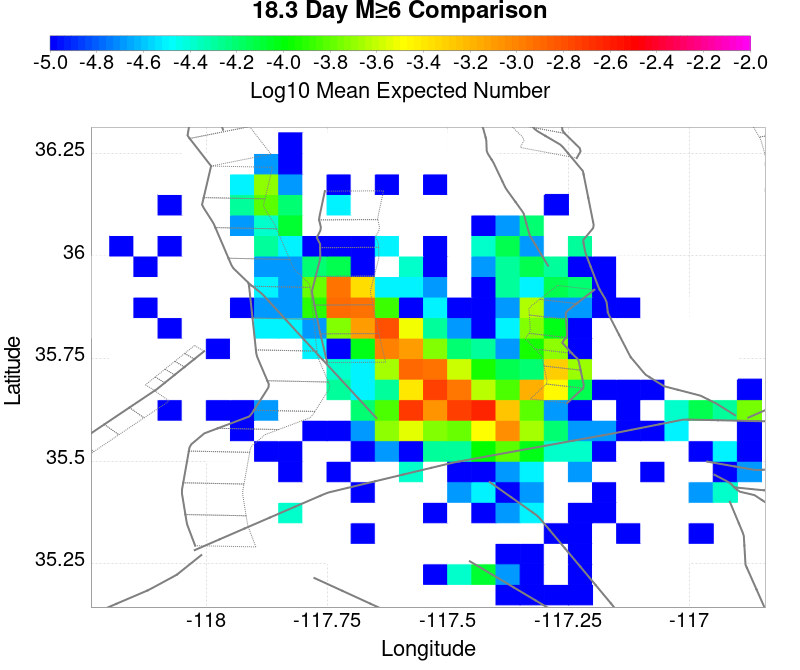 18.3 Day M≥6 Comparison
-5.0 -4.8 -4.6 -4.4 -4.2 -4.0 -3.8 -3.6 -3.4 -3.2 -3.0 -2.8 -2.6 -2.4 -2.2 -2.0
Log10 Mean Expected Number
36.25
36
35.75
35.5
35.25
Latitude
-118 -117.75 -117.5 -117.25 -117
Longitude